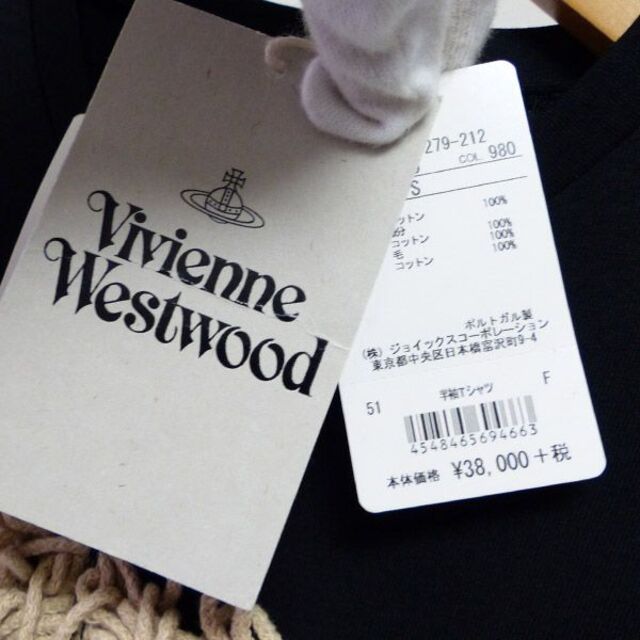 Vivienne
Westwood
279-212
COL. 980
S
コットン 100%
分 100%
コットン 100%
毛 100%
コットン
ポルトガル製
(株) ジョイックスコーポレーション
東京都中央区日本橋富沢町9-4
半袖Tシャツ
51
F
4548465694663
本体価格 ¥38,000+税